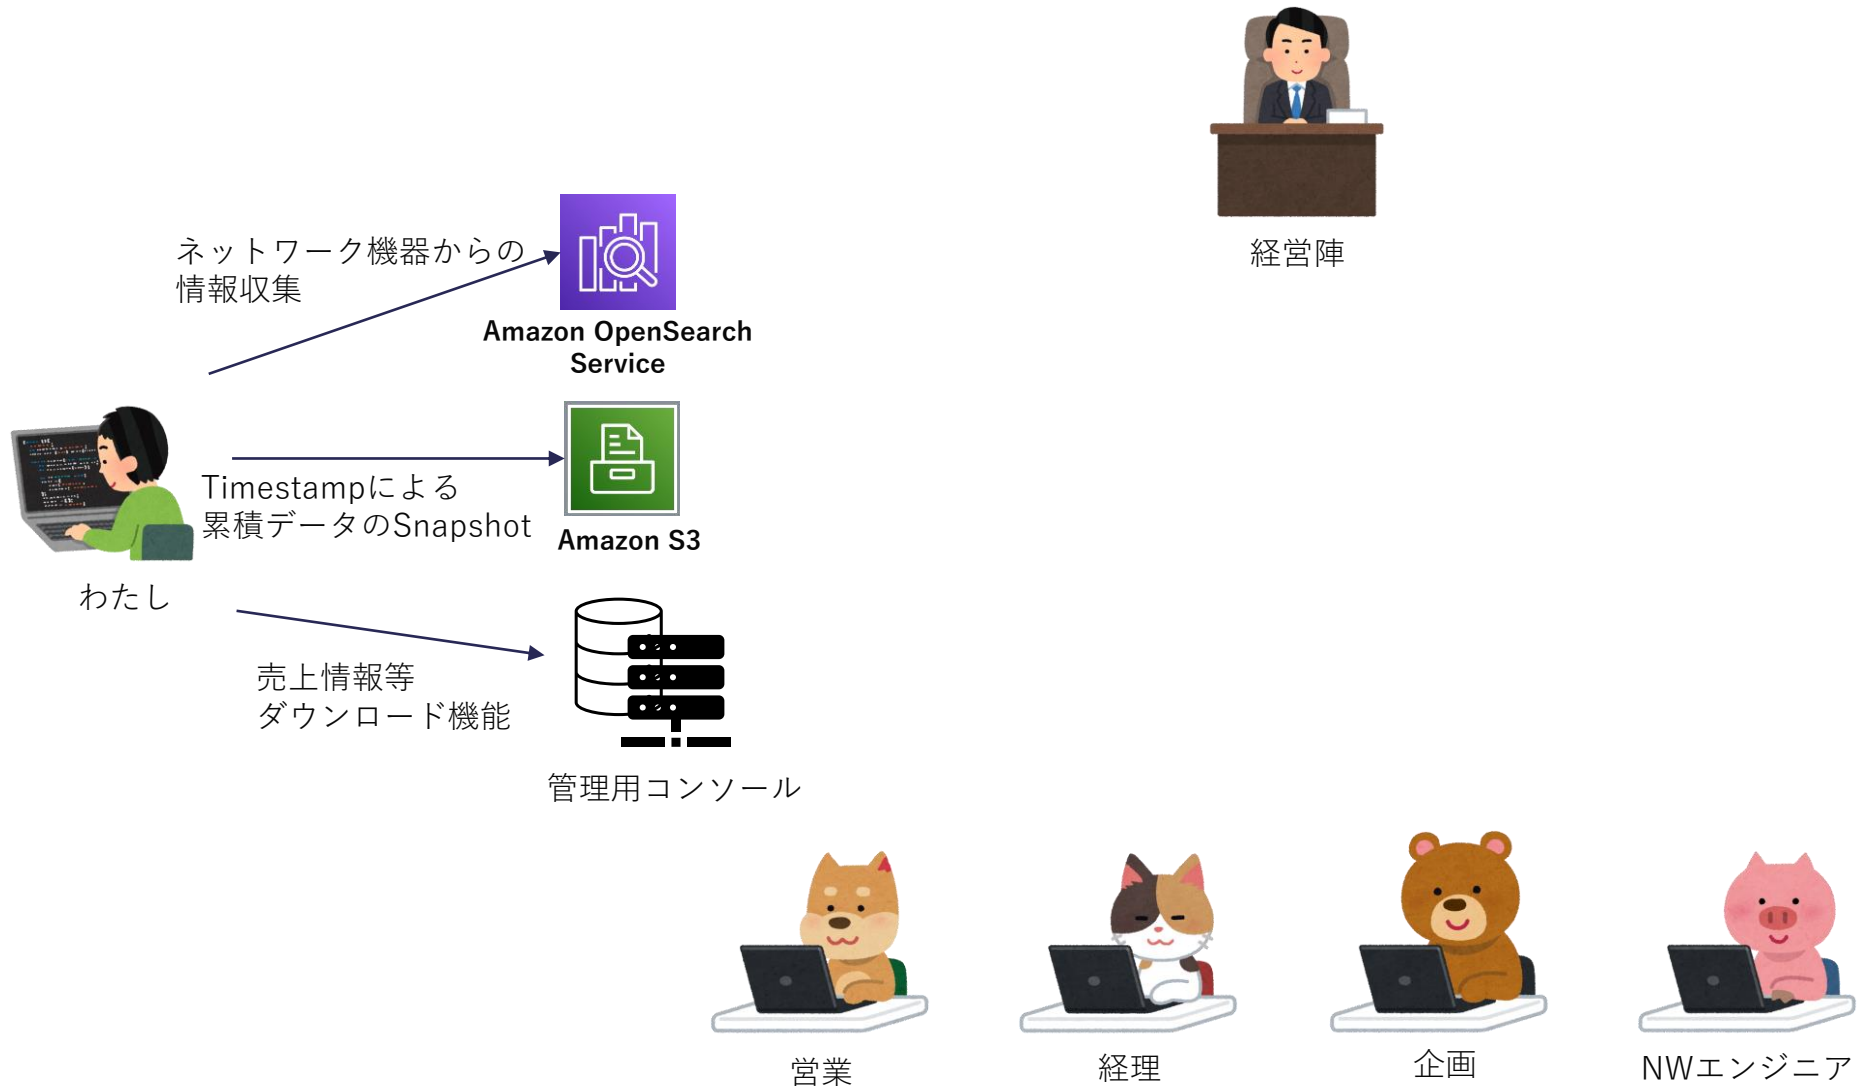 経営陣
ネットワーク機器からの
情報収集
Amazon OpenSearch
Service
Timestampによる
累積データのSnapshot
Amazon S3
わたし
売上情報等
ダウンロード機能
管理用コンソール
営業
経理
企画
NWエンジニア